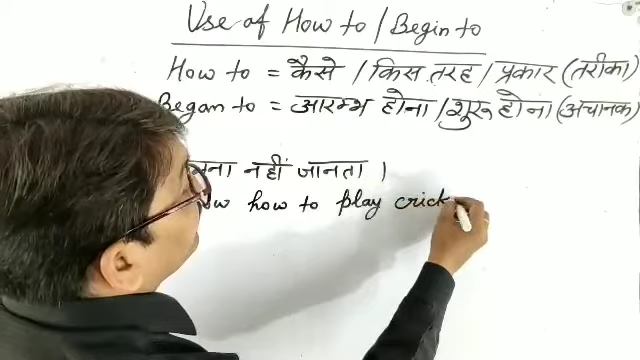 Use of How to / Begin to
How to = कैसे / किस तरह / प्रकार (तरीका)
Began to = आरम्भ होना / शुरू होना (अचानक)
नहीं जानता ।
how to play crick